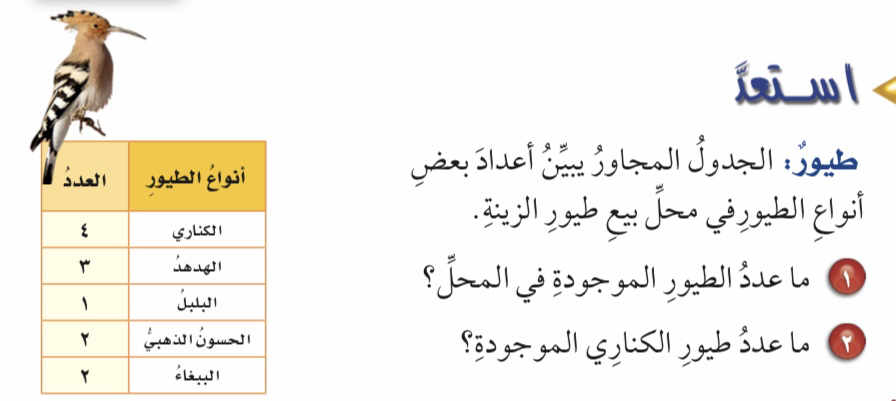 استعدَّ
طيورٌ: الجدولُ المجاورُ يبيِّنُ أعدادَ بعضِ
أنواعِ الطيورِ في محلِّ بيعِ طيورِ الزينةِ.
١ ما عددُ الطيورِ الموجودةِ في المحلِّ؟
٢ ما عددُ طيورِ الكناري الموجودةِ؟
أنواعُ الطيورِ العددُ
الكناري ٤
الهدهدُ ٣
البلبلُ ١
الحسونُ الذهبيُّ ٢
الببغاءُ ٢